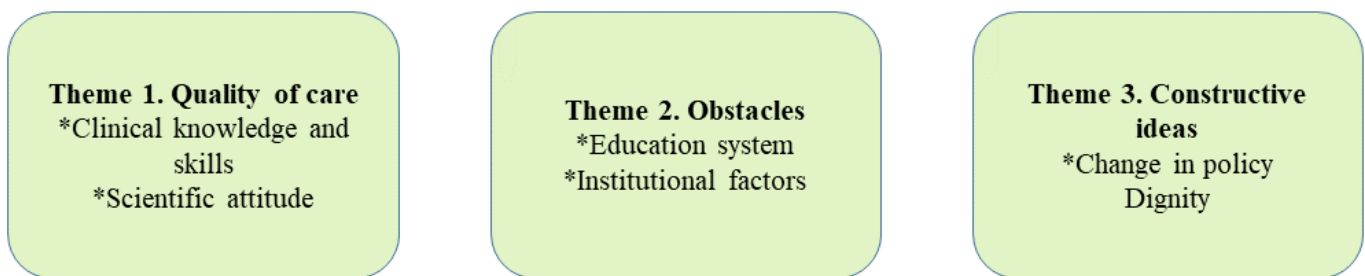 Theme 1. Quality of care
*Clinical knowledge and
skills
*Scientific attitude
Theme 2. Obstacles
*Education system
*Institutional factors
Theme 3. Constructive
ideas
*Change in policy
Dignity